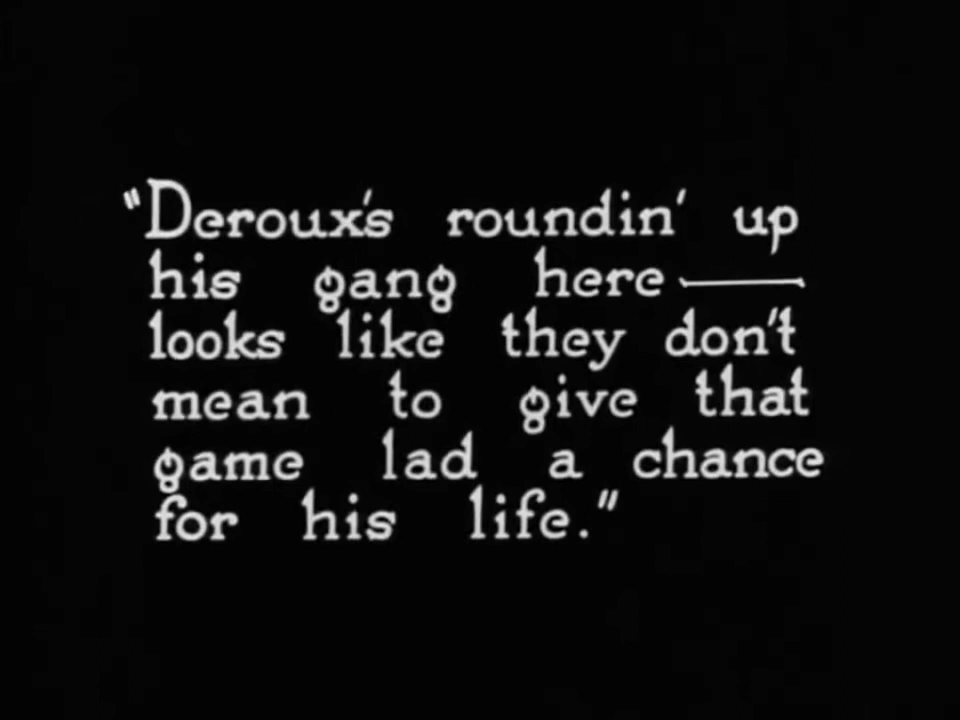 "Deroux's roundin' up
his gang here——
looks like they don't
mean to give that
game lad a chance
for his life."